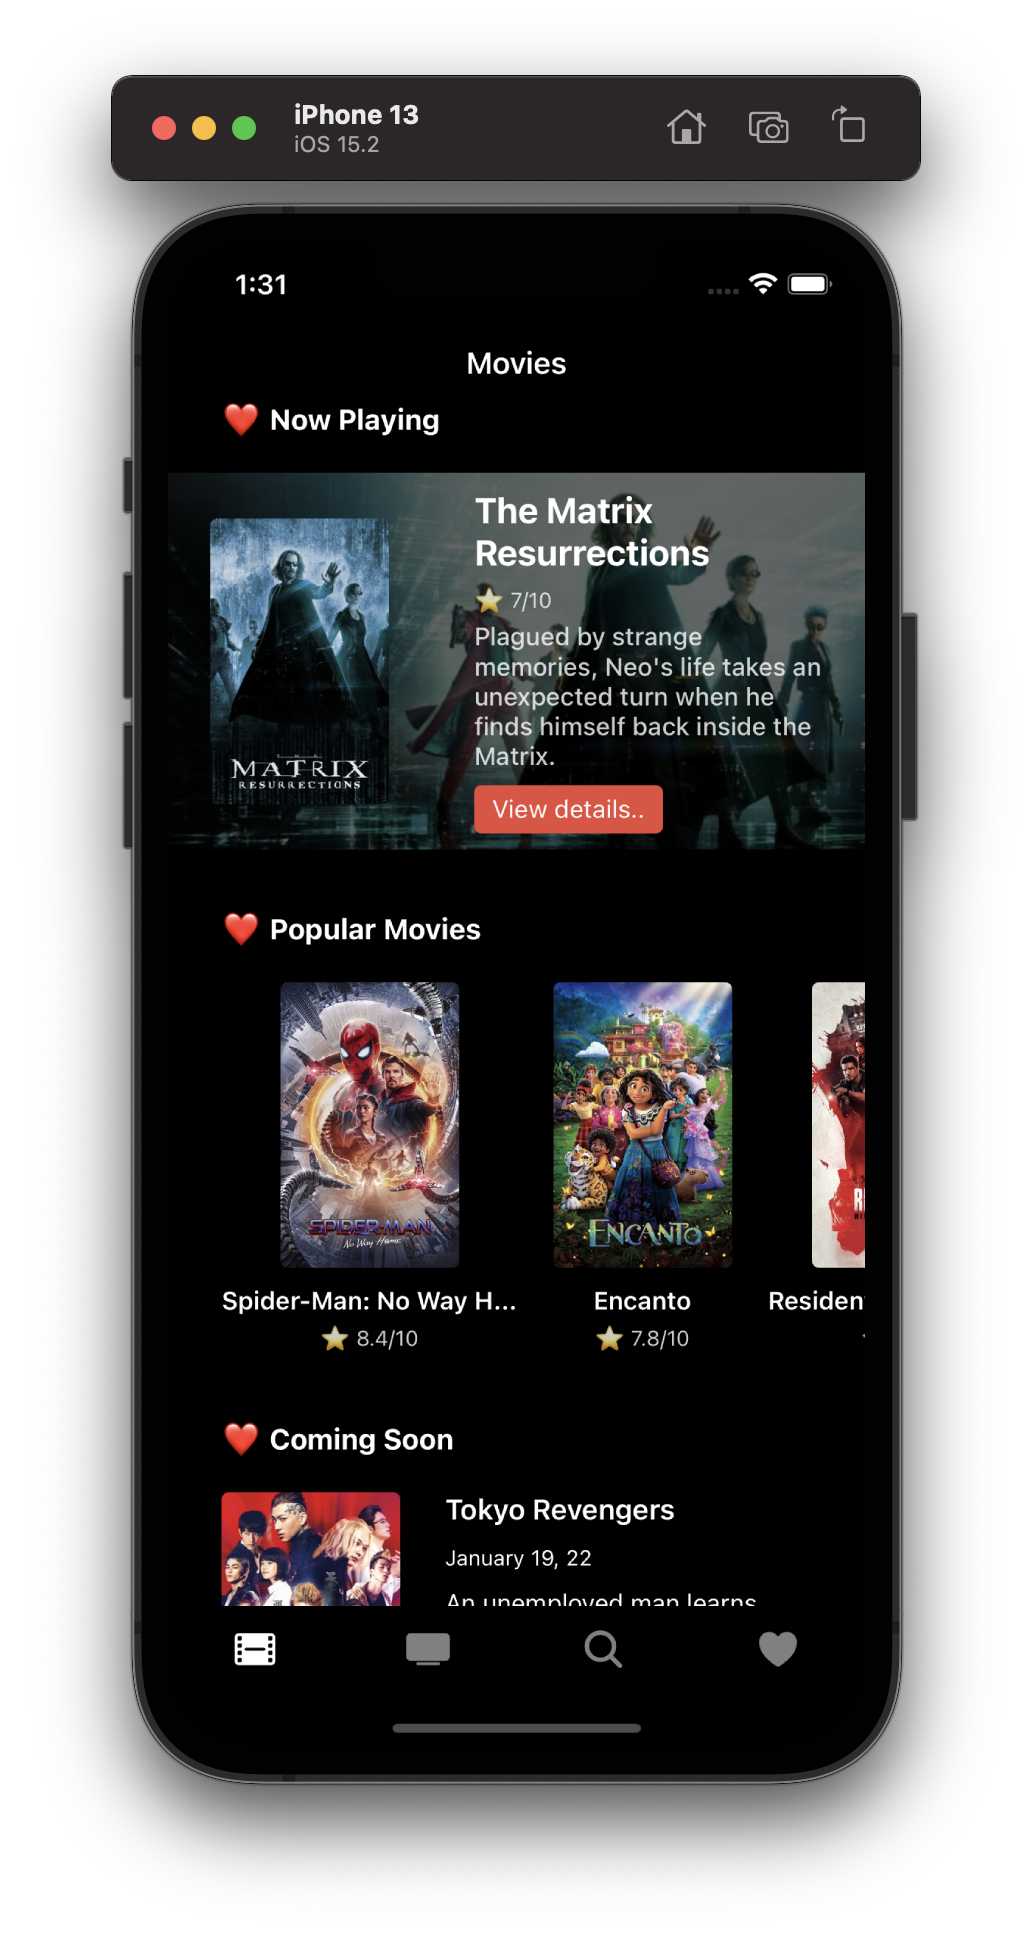 iPhone 13
iOS 15.2
1:31
Movies
Now Playing
The Matrix
Resurrections
7/10
Plagued by strange
memories, Neo's life takes an
unexpected turn when he
finds himself back inside the
Matrix.
View details..
THE
MATRIX
RESURRECTIONS
Popular Movies
SPIDER-MAN
No Way Home
ENCANTO
Spider-Man: No Way H...
Encanto
Residen
8.4/10
7.8/10
Coming Soon
Tokyo Revengers
January 19, 22
An unemployed man learns